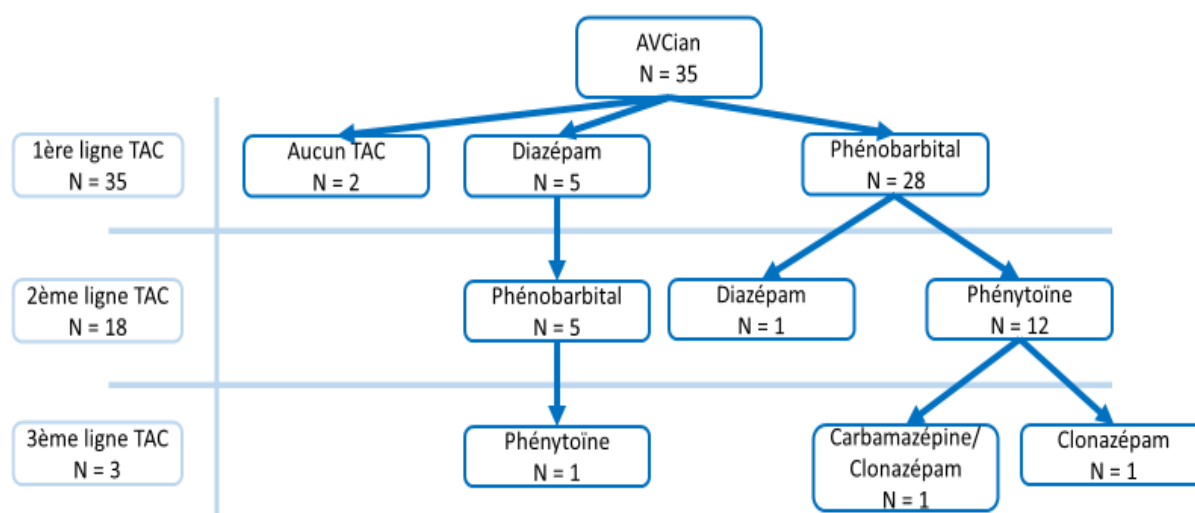 AVCian
N = 35
1ère ligne TAC
N = 35
Aucun TAC
N = 2
Diazépam
N = 5
Phénobarbital
N = 28
2ème ligne TAC
N = 18
Phénobarbital
N = 5
Diazépam
N = 1
Phénytoïne
N = 12
3ème ligne TAC
N = 3
Phénytoïne
N = 1
Carbamazépine/
Clonazépam
N = 1
Clonazépam
N = 1